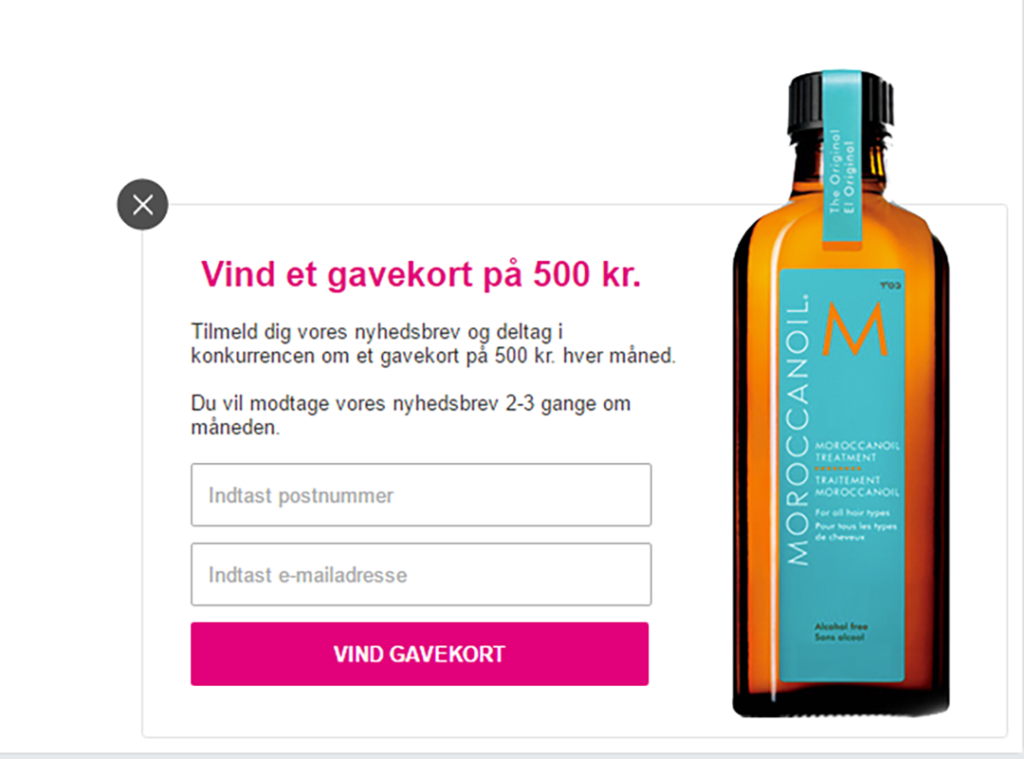 The Original
El Original
Vind et gavekort på 500 kr.
Tilmeld dig vores nyhedsbrev og deltag i
konkurrencen om et gavekort på 500 kr. hver måned.
Du vil modtage vores nyhedsbrev 2-3 gange om
måneden.
Indtast postnummer
Indtast e-mailadresse
VIND GAVEKORT
M
MOROCCANOIL®
MOROCCANOIL
TREATMENT
TRAITEMENT
MOROCCANOIL
For all hair types
Pour tous les types
de cheveux
Alcohol free
Sans alcool